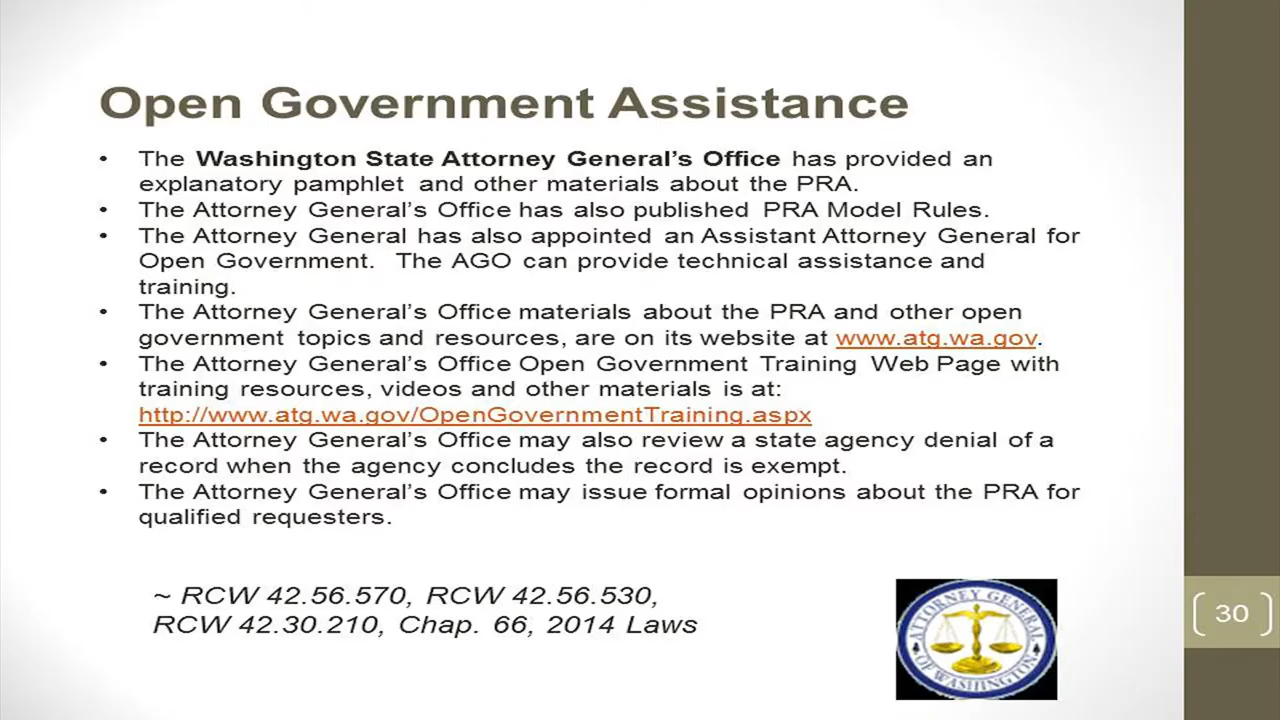 Open Government Assistance
• The Washington State Attorney General's Office has provided an
explanatory pamphlet and other materials about the PRA.
• The Attorney General's Office has also published PRA Model Rules.
• The Attorney General has also appointed an Assistant Attorney General for
Open Government. The AGO can provide technical assistance and
training.
• The Attorney General's Office materials about the PRA and other open
government topics and resources, are on its website at www.atg.wa.gov.
• The Attorney General's Office Open Government Training Web Page with
training resources, videos and other materials is at:
http://www.atg.wa.gov/OpenGovernmentTraining.aspx
• The Attorney General's Office may also review a state agency denial of a
record when the agency concludes the record is exempt.
• The Attorney General's Office may issue formal opinions about the PRA for
qualified requesters.
~ RCW 42.56.570, RCW 42.56.530,
RCW 42.30.210, Chap. 66, 2014 Laws
ATTORNEY GENERAL
OF WASHINGTON
30